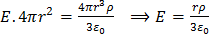 E.4πr² = 4πr³ρ / 3ε₀ ⟹ E = rρ / 3ε₀